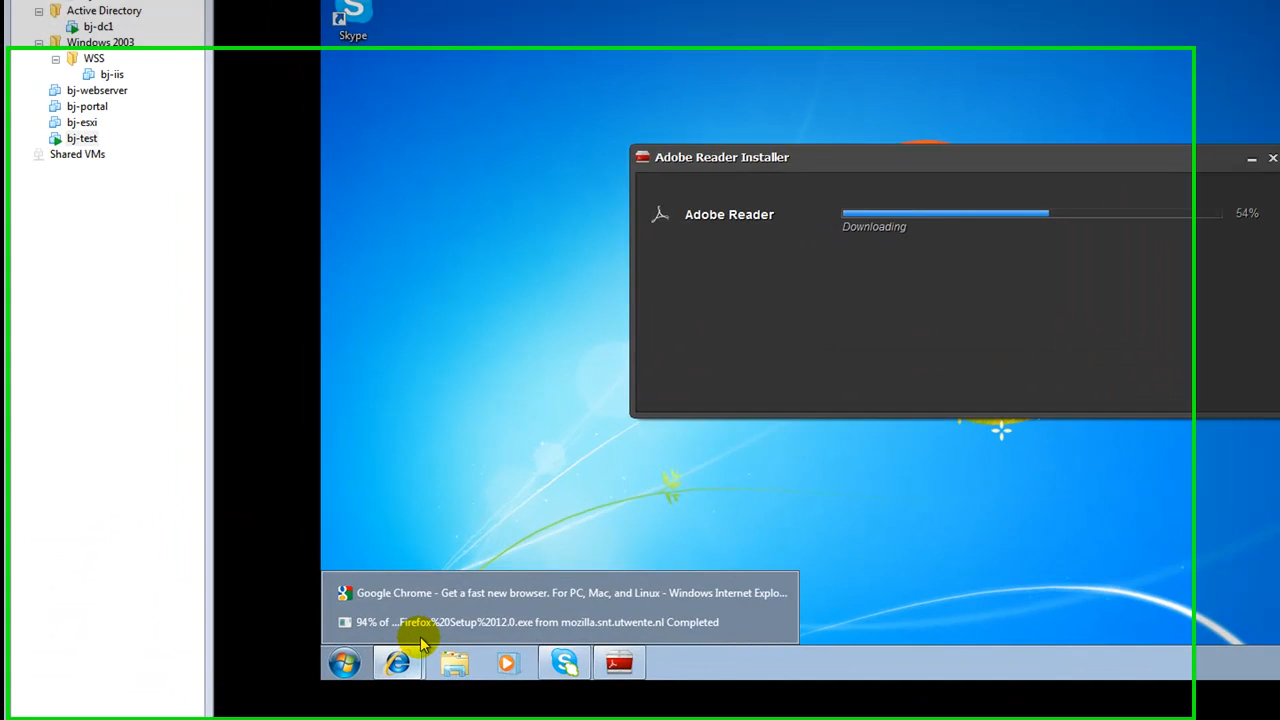 Active Directory
bj-dc1
Windows 2003
WSS
bj-iis
bj-webserver
bj-portal
bj-esxi
bj-test
Shared VMs
Skype
Adobe Reader Installer
Adobe Reader
54%
Downloading
Google Chrome - Get a fast new browser. For PC, Mac, and Linux - Windows Internet Explo...
94% of ...Firefox%20Setup%2012.0.exe from mozilla.snt.utwente.nl Completed